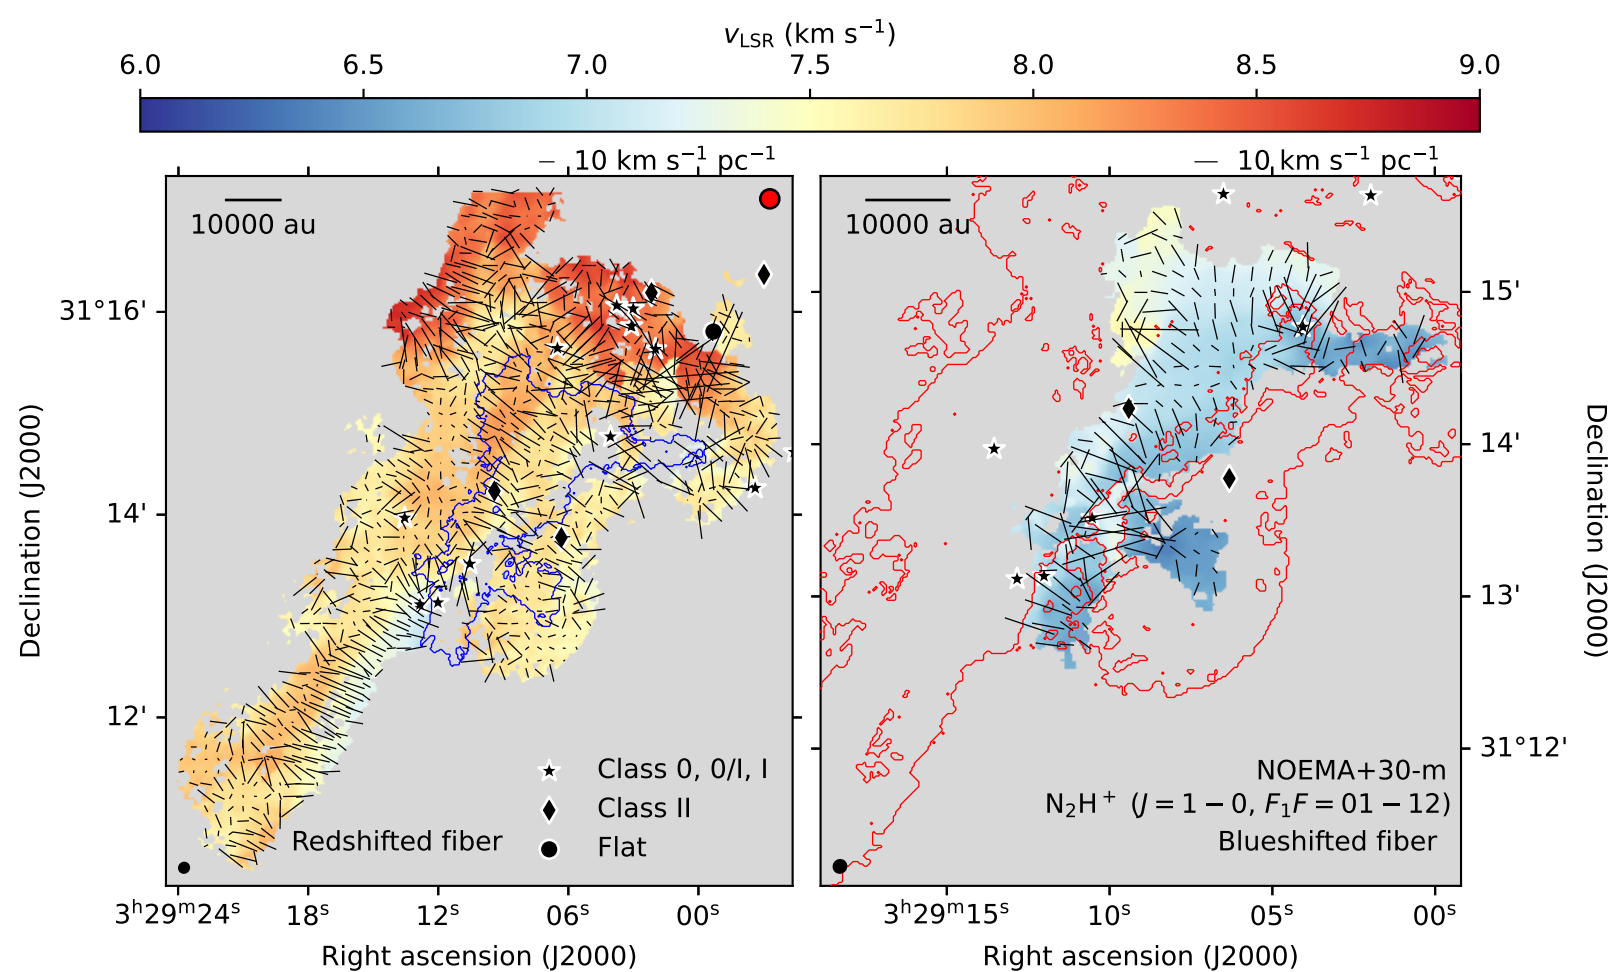 v_LSR (km s⁻¹)
6.0 6.5 7.0 7.5 8.0 8.5 9.0
10 km s⁻¹ pc⁻¹
10000 au
31°16'
14'
12'
Declination (J2000)
Class 0, 0/I, I
Class II
Flat
Redshifted fiber
3ʰ29ᵐ24ˢ 18ˢ 12ˢ 06ˢ 00ˢ
Right ascension (J2000)
10 km s⁻¹ pc⁻¹
10000 au
15'
14'
13'
31°12'
Declination (J2000)
NOEMA+30-m
N₂H⁺ (J = 1 − 0, F₁F = 01 − 12)
Blueshifted fiber
3ʰ29ᵐ15ˢ 10ˢ 05ˢ 00ˢ
Right ascension (J2000)